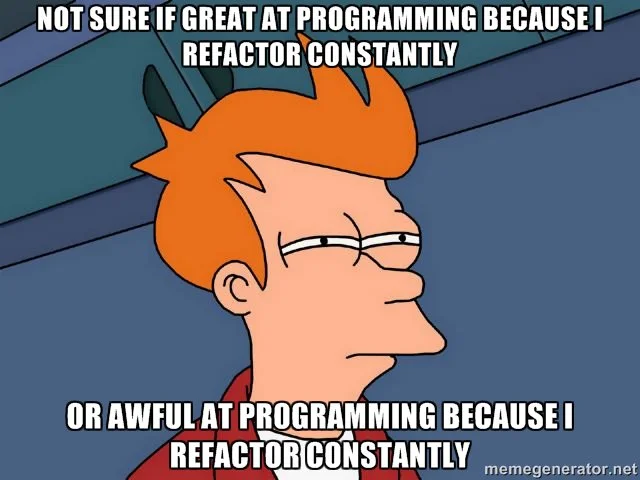 NOT SURE IF GREAT AT PROGRAMMING BECAUSE I
REFACTOR CONSTANTLY
OR AWFUL AT PROGRAMMING BECAUSE I
REFACTOR CONSTANTLY
memegenerator.net